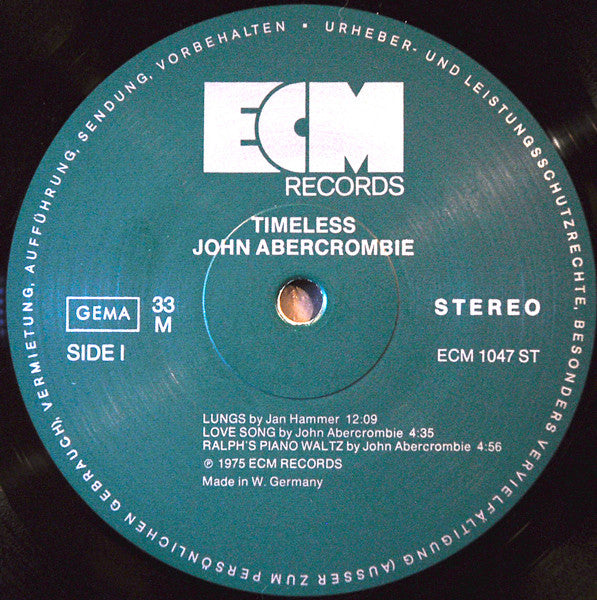 URHEBER- UND LEISTUNGSSCHUTZRECHTE, BESONDERS VERVIELFÄLTIGUNG (AUSSER ZUM PERSÖNLICHEN GEBRAUCH), VERMIETUNG, AUFFÜHRUNG, SENDUNG, VORBEHALTEN •
ECM
RECORDS
TIMELESS
JOHN ABERCROMBIE
GEMA 33 STEREO
M
SIDE I ECM 1047 ST
LUNGS by Jan Hammer 12:09
LOVE SONG by John Abercrombie 4:35
RALPH'S PIANO WALTZ by John Abercrombie 4:56
℗ 1975 ECM RECORDS
Made in W. Germany